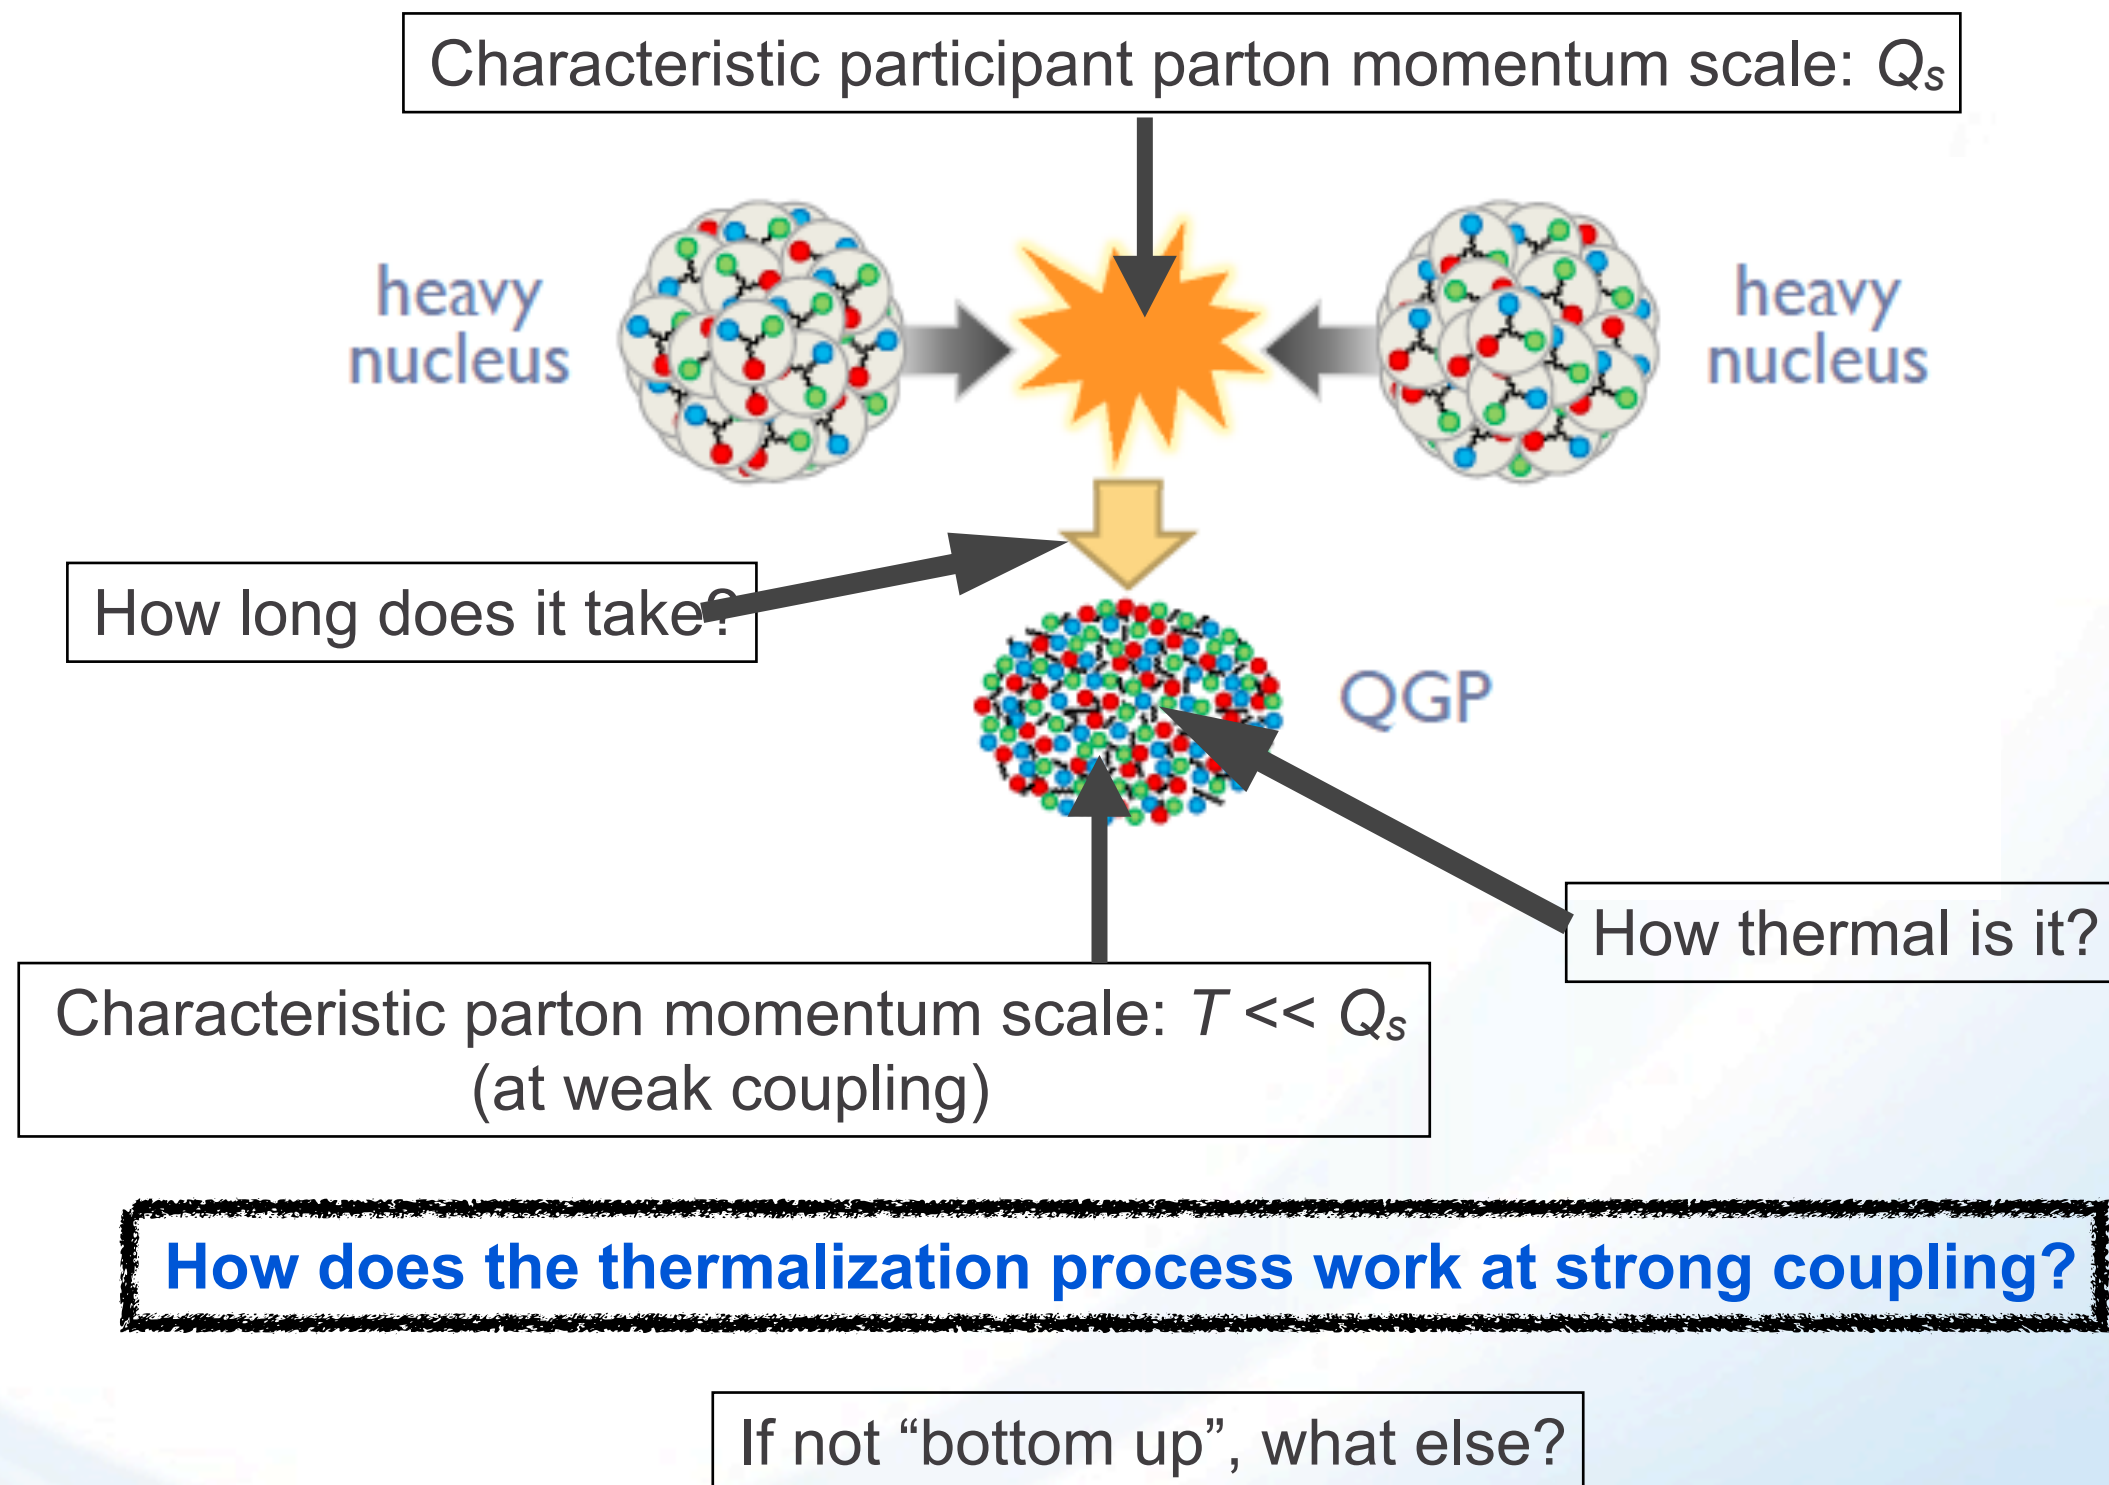 Characteristic participant parton momentum scale: Qs
heavy
nucleus
heavy
nucleus
How long does it take?
QGP
How thermal is it?
Characteristic parton momentum scale: T << Qs
(at weak coupling)
How does the thermalization process work at strong coupling?
If not “bottom up”, what else?